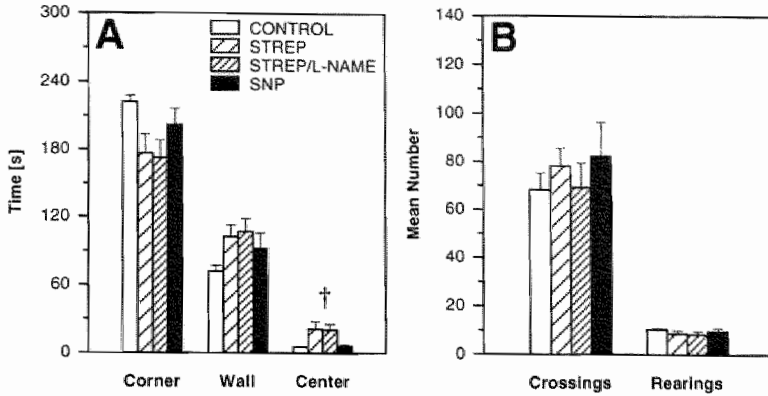 A
300
240
180
120
60
0
Time [s]
CONTROL
STREP
STREP/L-NAME
SNP
†
Corner Wall Center
B
140
120
100
80
60
40
20
0
Mean Number
Crossings Rearings